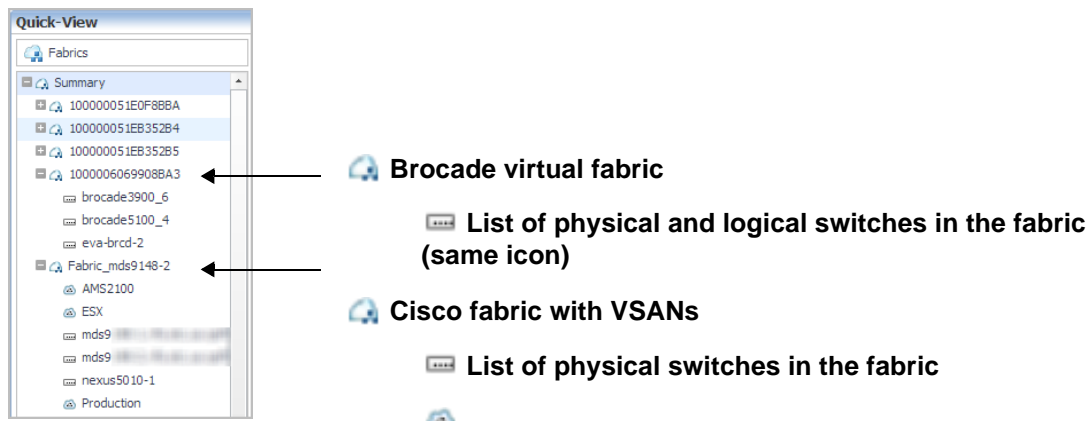 Quick-View
Fabrics
Summary
100000051E0F8BBA
100000051EB352B4
100000051EB352B5
1000006069908BA3
brocade3900_6
brocade5100_4
eva-brcd-2
Fabric_mds9148-2
AMS2100
ESX
mds9
mds9
nexus5010-1
Production
Brocade virtual fabric
List of physical and logical switches in the fabric
(same icon)
Cisco fabric with VSANs
List of physical switches in the fabric